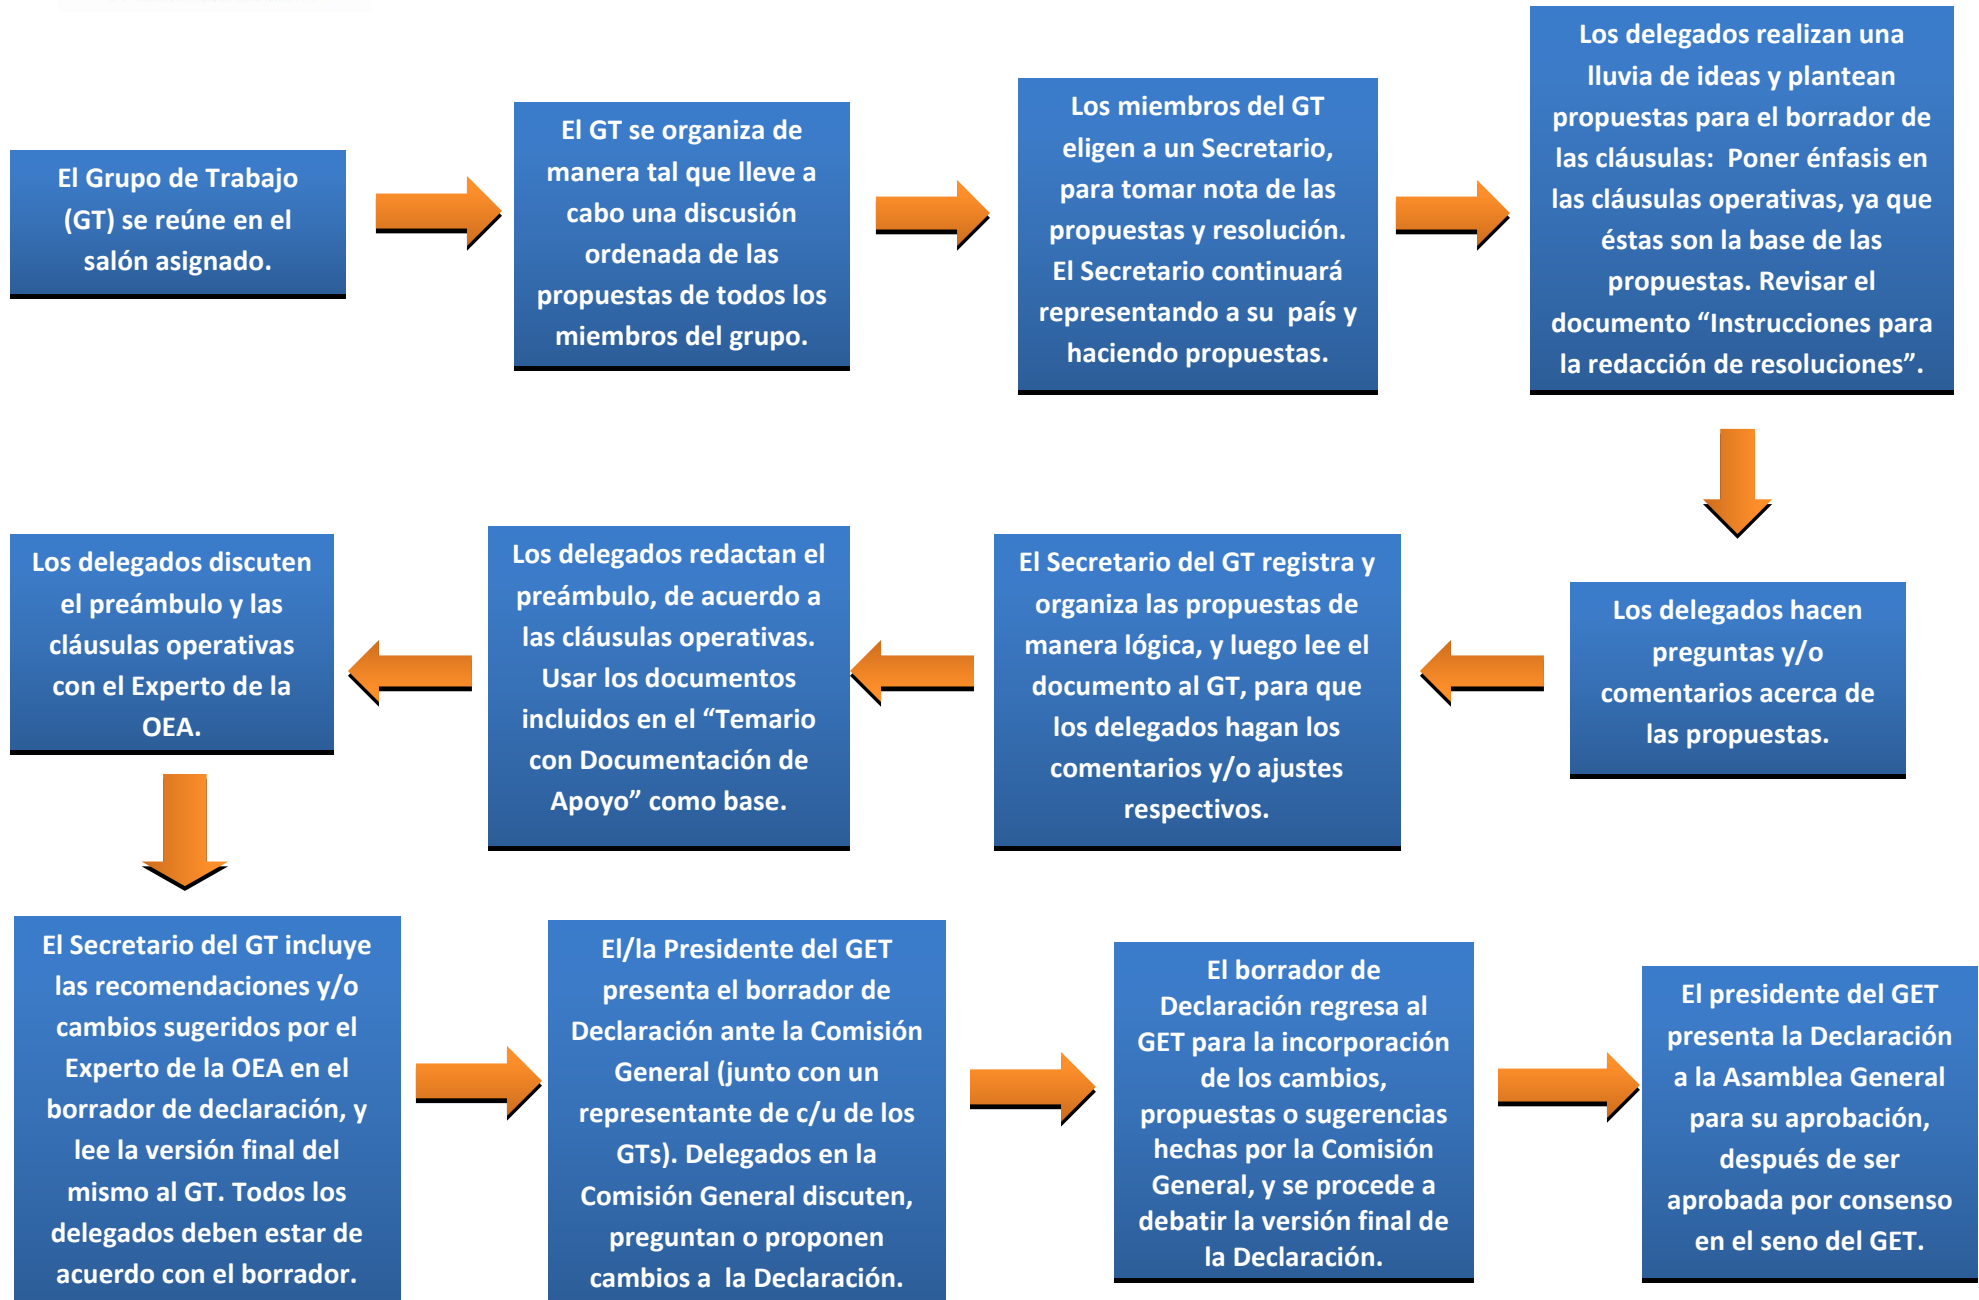 El Grupo de Trabajo
(GT) se reúne en el
salón asignado.
El GT se organiza de
manera tal que lleve a
cabo una discusión
ordenada de las
propuestas de todos los
miembros del grupo.
Los miembros del GT
eligen a un Secretario,
para tomar nota de las
propuestas y resolución.
El Secretario continuará
representando a su  país y
haciendo propuestas.
Los delegados realizan una
lluvia de ideas y plantean
propuestas para el borrador de
las cláusulas:  Poner énfasis en
las cláusulas operativas, ya que
éstas son la base de las
propuestas. Revisar el
documento “Instrucciones para
la redacción de resoluciones”.
Los delegados hacen
preguntas y/o
comentarios acerca de
las propuestas.
El Secretario del GT registra y
organiza las propuestas de
manera lógica, y luego lee el
documento al GT, para que
los delegados hagan los
comentarios y/o ajustes
respectivos.
Los delegados redactan el
preámbulo, de acuerdo a
las cláusulas operativas.
Usar los documentos
incluidos en el “Temario
con Documentación de
Apoyo” como base.
Los delegados discuten
el preámbulo y las
cláusulas operativas
con el Experto de la
OEA.
El Secretario del GT incluye
las recomendaciones y/o
cambios sugeridos por el
Experto de la OEA en el
borrador de declaración, y
lee la versión final del
mismo al GT. Todos los
delegados deben estar de
acuerdo con el borrador.
El/la Presidente del GET
presenta el borrador de
Declaración ante la Comisión
General (junto con un
representante de c/u de los
GTs). Delegados en la
Comisión General discuten,
preguntan o proponen
cambios a  la Declaración.
El borrador de
Declaración regresa al
GET para la incorporación
de los cambios,
propuestas o sugerencias
hechas por la Comisión
General, y se procede a
debatir la versión final de
la Declaración.
El presidente del GET
presenta la Declaración
a la Asamblea General
para su aprobación,
después de ser
aprobada por consenso
en el seno del GET.